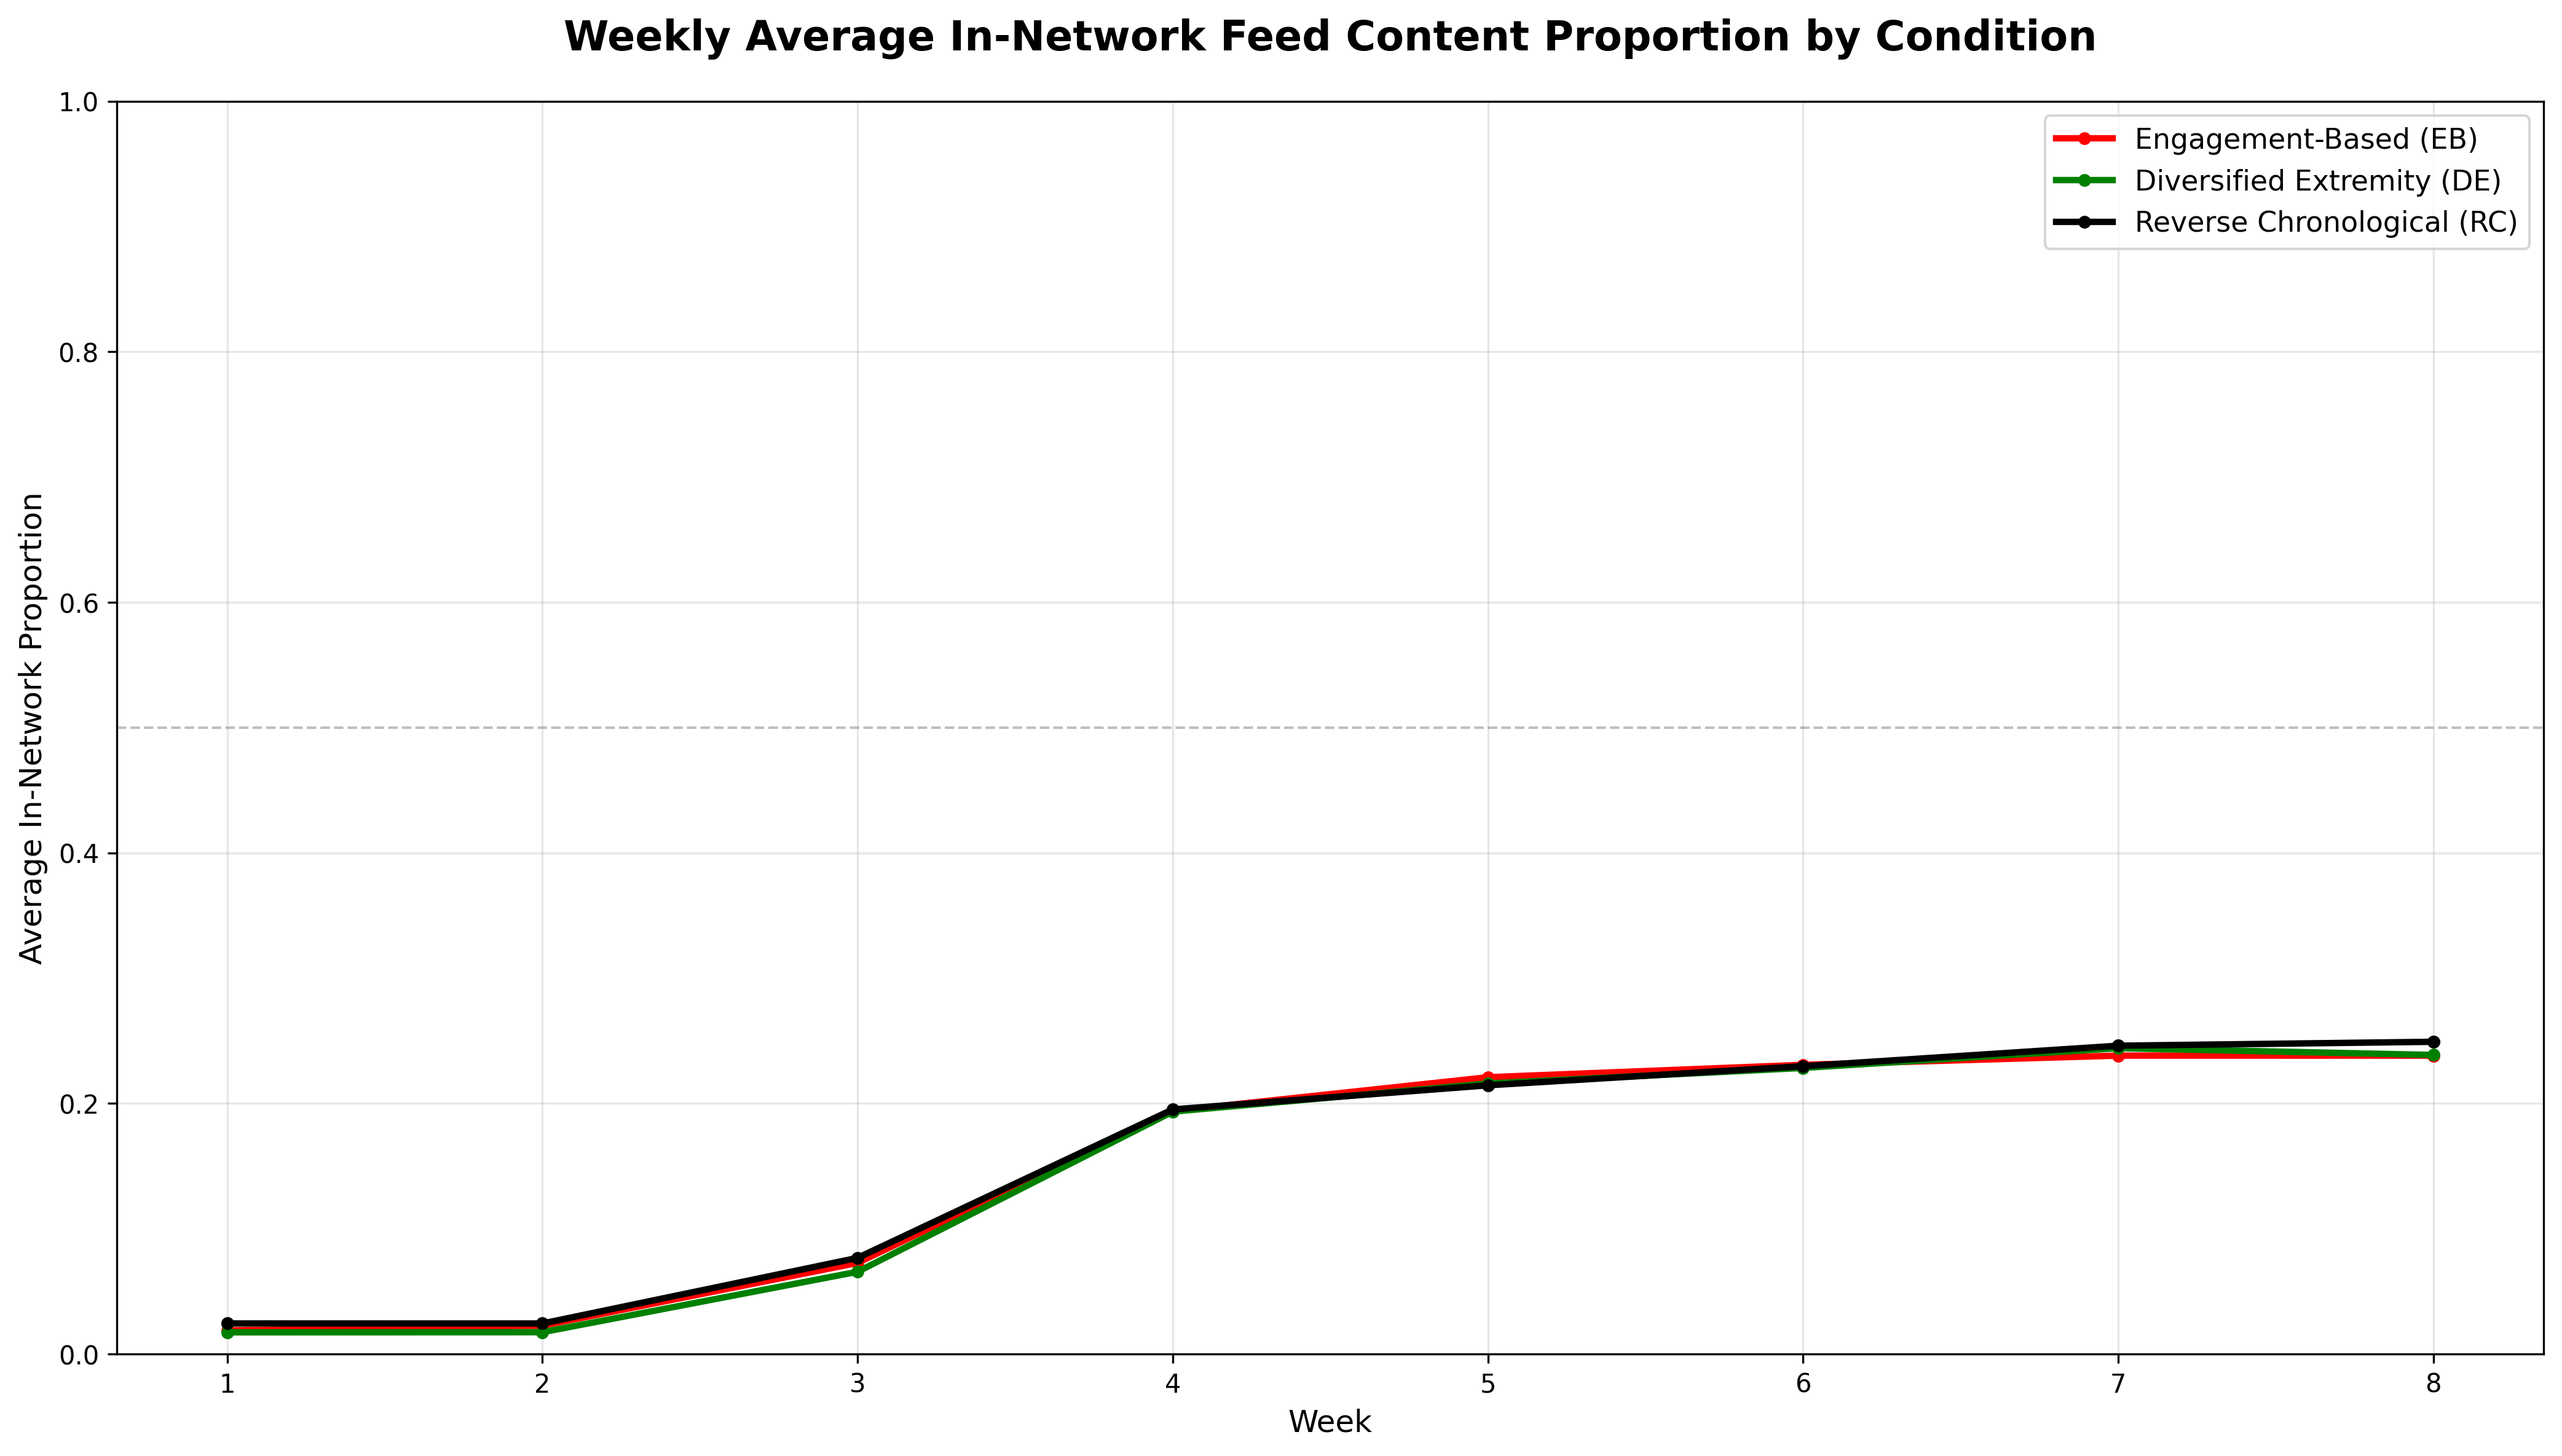 Weekly Average In-Network Feed Content Proportion by Condition
1.0
0.8
0.6
0.4
0.2
0.0
Average In-Network Proportion
Engagement-Based (EB)
Diversified Extremity (DE)
Reverse Chronological (RC)
1 2 3 4 5 6 7 8
Week